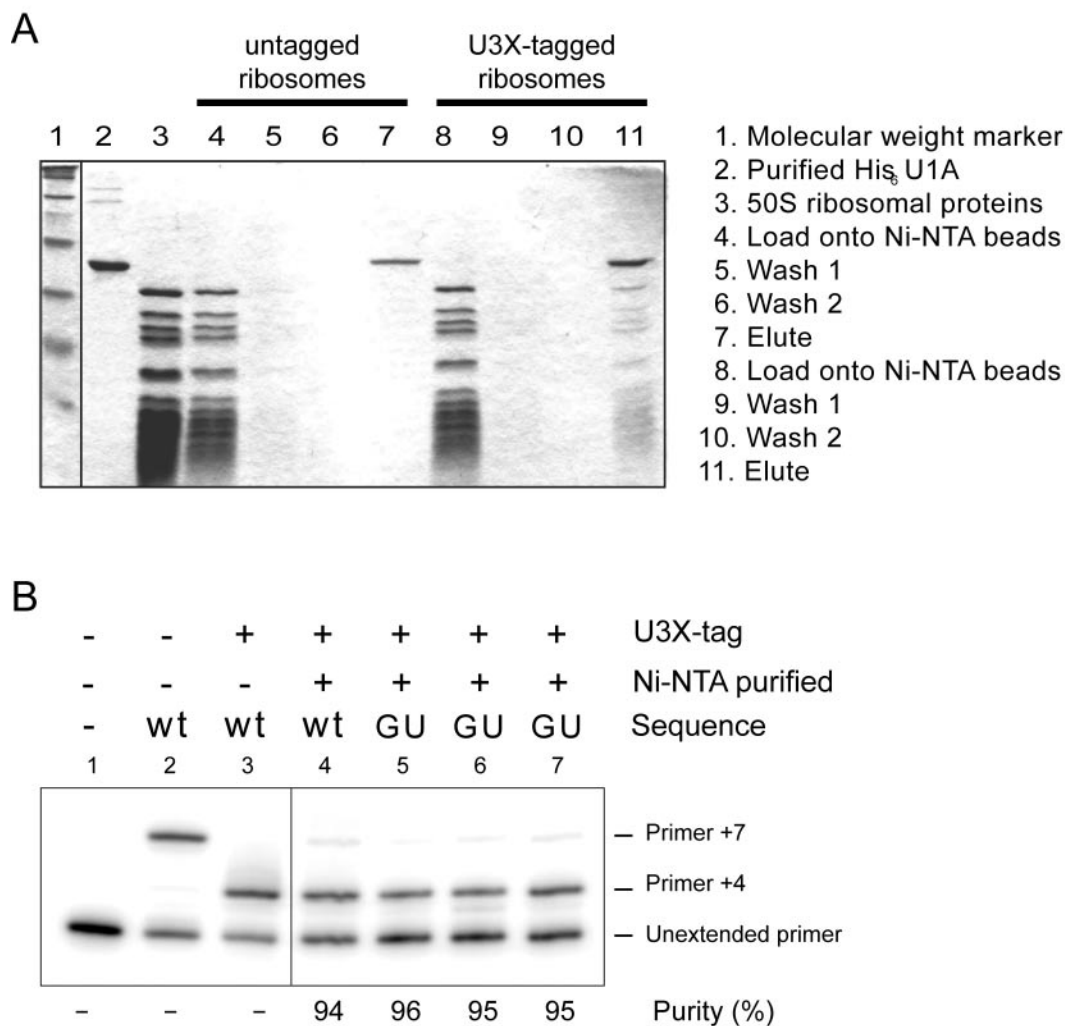 A
untagged
ribosomes
U3X-tagged
ribosomes
1 2 3 4 5 6 7 8 9 10 11
1. Molecular weight marker
2. Purified His6 U1A
3. 50S ribosomal proteins
4. Load onto Ni-NTA beads
5. Wash 1
6. Wash 2
7. Elute
8. Load onto Ni-NTA beads
9. Wash 1
10. Wash 2
11. Elute
B
- - + + + + + U3X-tag
- - - + + + + Ni-NTA purified
- wt wt wt GU GU GU Sequence
1 2 3 4 5 6 7
– Primer +7
– Primer +4
– Unextended primer
– – – 94 96 95 95 Purity (%)